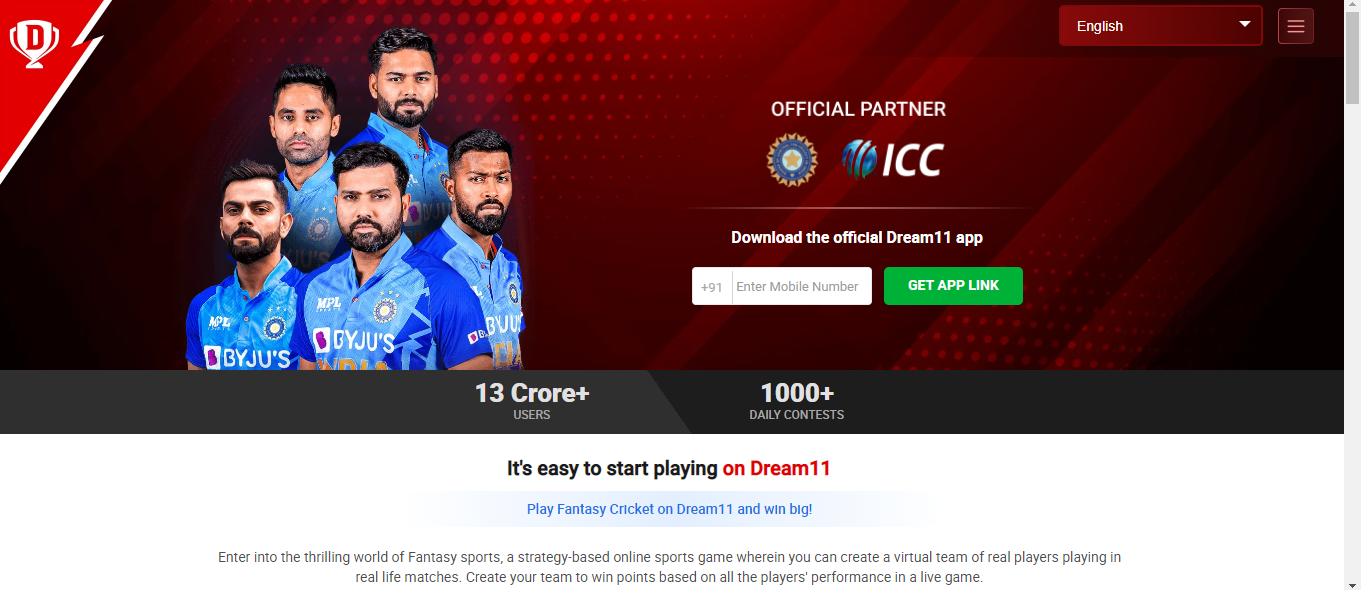 D
English
OFFICIAL PARTNER
ICC
Download the official Dream11 app
+91 Enter Mobile Number
GET APP LINK
MPL
BYJU'S
MPL
BYJU'S
INDIA
BYJU'S
13 Crore+
USERS
1000+
DAILY CONTESTS
It's easy to start playing on Dream11
Play Fantasy Cricket on Dream11 and win big!
Enter into the thrilling world of Fantasy sports, a strategy-based online sports game wherein you can create a virtual team of real players playing in
real life matches. Create your team to win points based on all the players' performance in a live game.